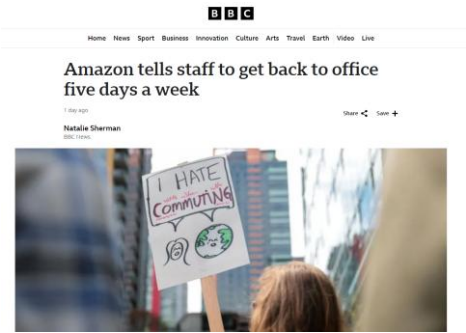 BBC
Home News Sport Business Innovation Culture Arts Travel Earth Video Live
Amazon tells staff to get back to office
five days a week
1 day ago
Share Save
Natalie Sherman
BBC News
I HATE
COMMUTING